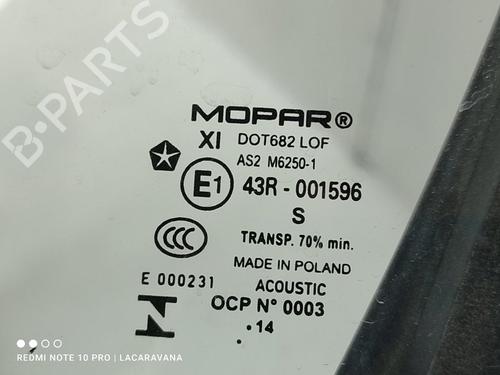 B-PARTS
MOPAR®
XI DOT682 LOF
AS2 M6250-1
E1 43R - 001596
S
CCC TRANSP. 70% min.
MADE IN POLAND
E 000231 ACOUSTIC
N OCP N° 0003
.14
REDMI NOTE 10 PRO | LACARAVANA